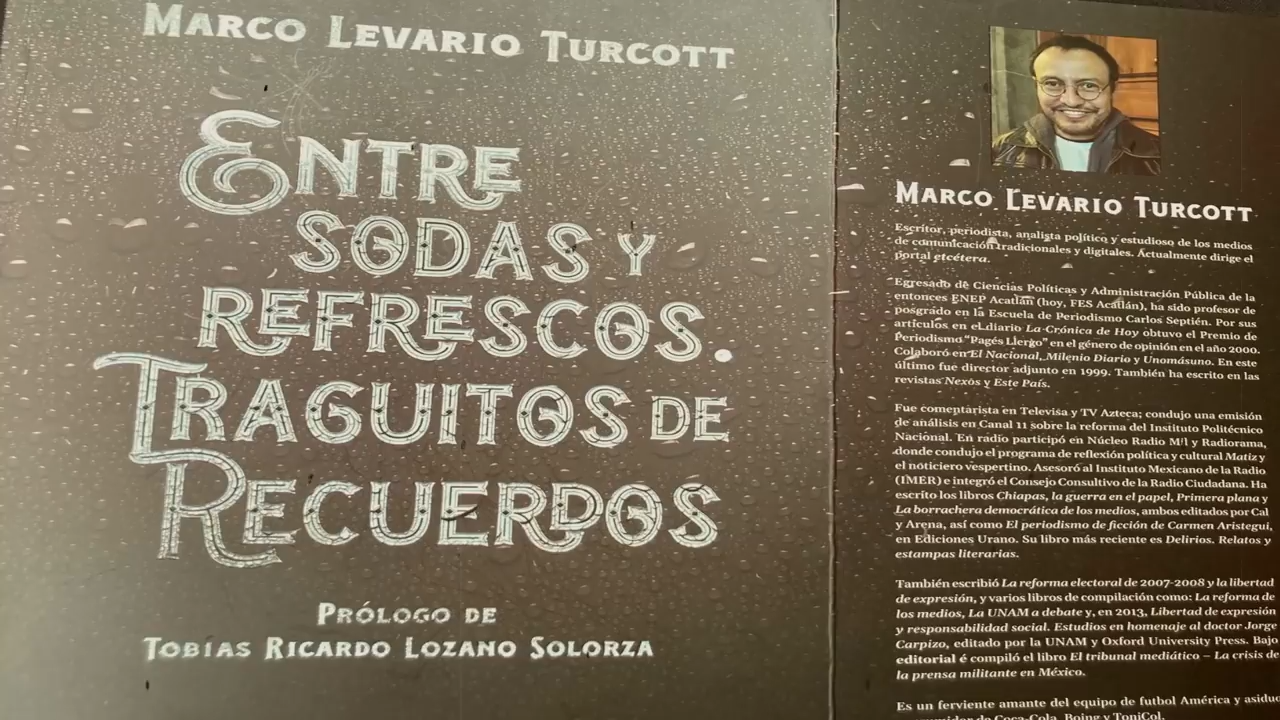 MARCO LEVARIO TURCOTT
ENTRE
SODAS Y
REFRESCOS.
TRAGUITOS DE
RECUERDOS
PRÓLOGO DE
TOBÍAS RICARDO LOZANO SOLORZA
MARCO LEVARIO TURCOTT
Escritor, periodista, analista político y estudioso de los medios
de comunicación tradicionales y digitales. Actualmente dirige el
portal etcétera.
Egresado de Ciencias Políticas y Administración Pública de la
entonces ENEP Acatlán (hoy, FES Acatlán), ha sido profesor de
posgrado en la Escuela de Periodismo Carlos Septién. Por sus
artículos en el diario La Crónica de Hoy obtuvo el Premio de
Periodismo "Pagés Llergo" en el género de opinión en el año 2000.
Colaboró en El Nacional, Milenio Diario y Unomásuno. En este
último fue director adjunto en 1999. También ha escrito en las
revistas Nexos y Este País.
Fue comentarista en Televisa y TV Azteca; condujo una emisión
de análisis en Canal 11 sobre la reforma del Instituto Politécnico
Nacional. En radio participó en Núcleo Radio Mil y Radiorama,
donde condujo el programa de reflexión política y cultural Matiz y
el noticiero vespertino. Asesoró al Instituto Mexicano de la Radio
(IMER) e integró el Consejo Consultivo de la Radio Ciudadana. Ha
escrito los libros Chiapas, la guerra en el papel, Primera plana y
La borrachera democrática de los medios, ambos editados por Cal
y Arena, así como El periodismo de ficción de Carmen Aristegui,
en Ediciones Urano. Su libro más reciente es Delirios. Relatos y
estampas literarias.
También escribió La reforma electoral de 2007-2008 y la libertad
de expresión, y varios libros de compilación como: La reforma de
los medios, La UNAM a debate y, en 2013, Libertad de expresión
y responsabilidad social. Estudios en homenaje al doctor Jorge
Carpizo, editado por la UNAM y Oxford University Press. Bajo
editorial é compiló el libro El tribunal mediático – La crisis de
la prensa militante en México.
Es un ferviente amante del equipo de futbol América y asiduo
de Coca-Cola, Boing y ToniCol.